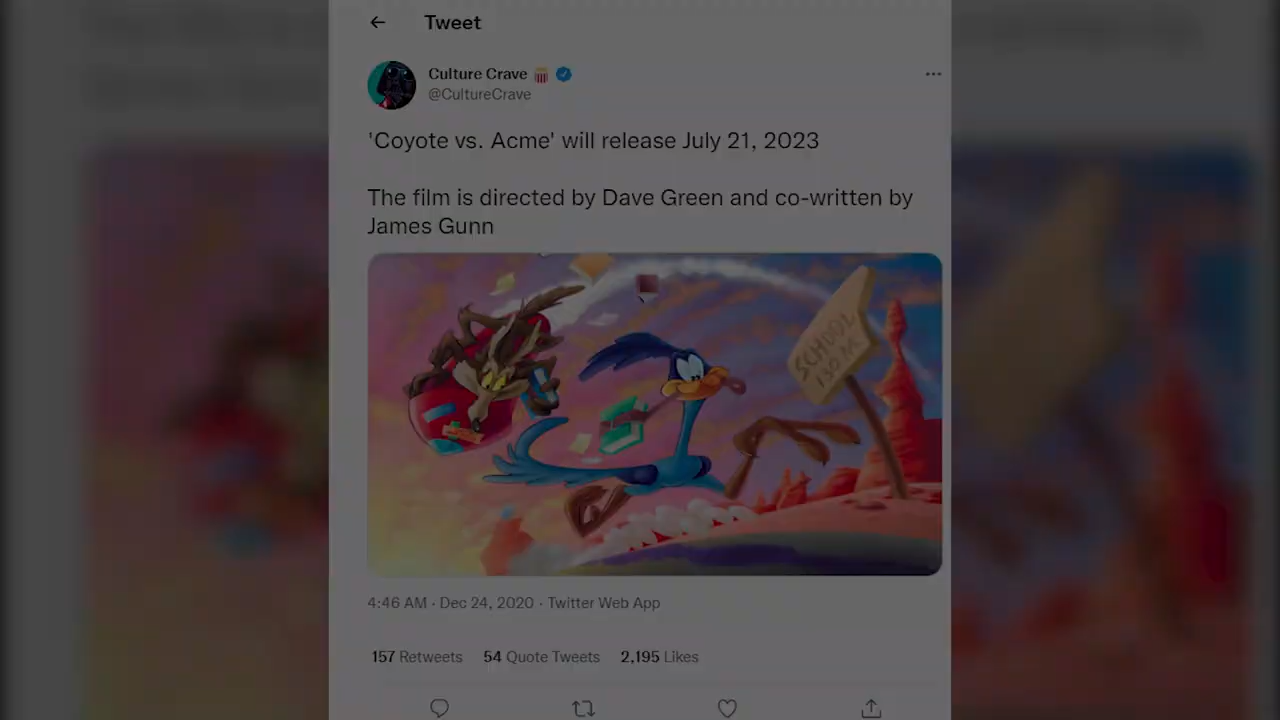 Tweet
Culture Crave
@CultureCrave
'Coyote vs. Acme' will release July 21, 2023
The film is directed by Dave Green and co-written by
James Gunn
SCHOOL
130 M.
4:46 AM · Dec 24, 2020 · Twitter Web App
157 Retweets 54 Quote Tweets 2,195 Likes